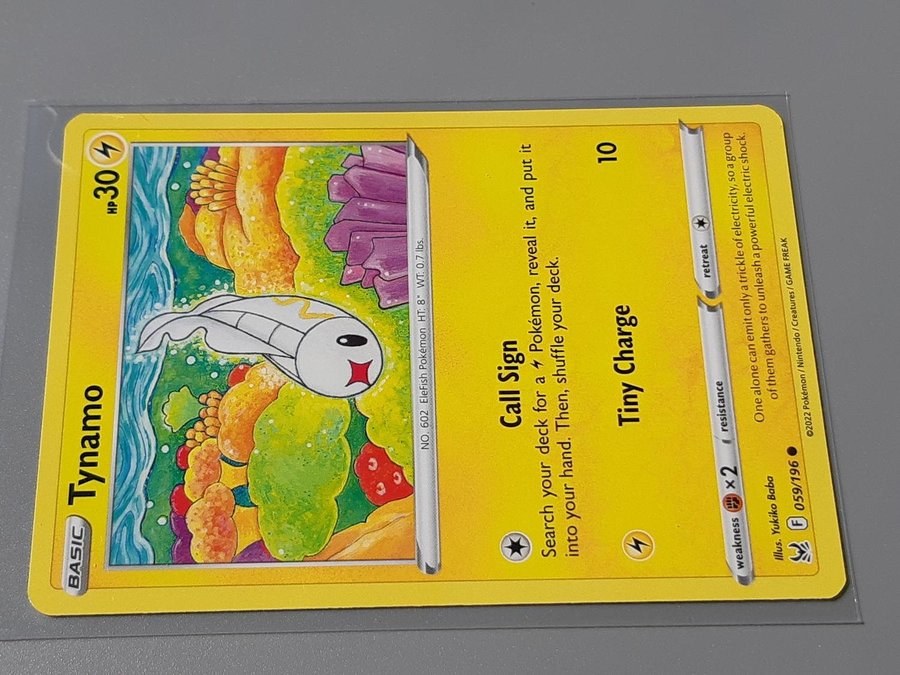 BASIC Tynamo HP 30
NO. 602 EleFish Pokémon HT: 8" WT: 0.7 lbs.
Call Sign
Search your deck for a Pokémon, reveal it, and put it
into your hand. Then, shuffle your deck.
Tiny Charge 10
weakness ×2 resistance retreat
One alone can emit only a trickle of electricity, so a group
of them gathers to unleash a powerful electric shock.
Illus. Yukiko Baba
F 059/196
©2022 Pokémon / Nintendo / Creatures / GAME FREAK